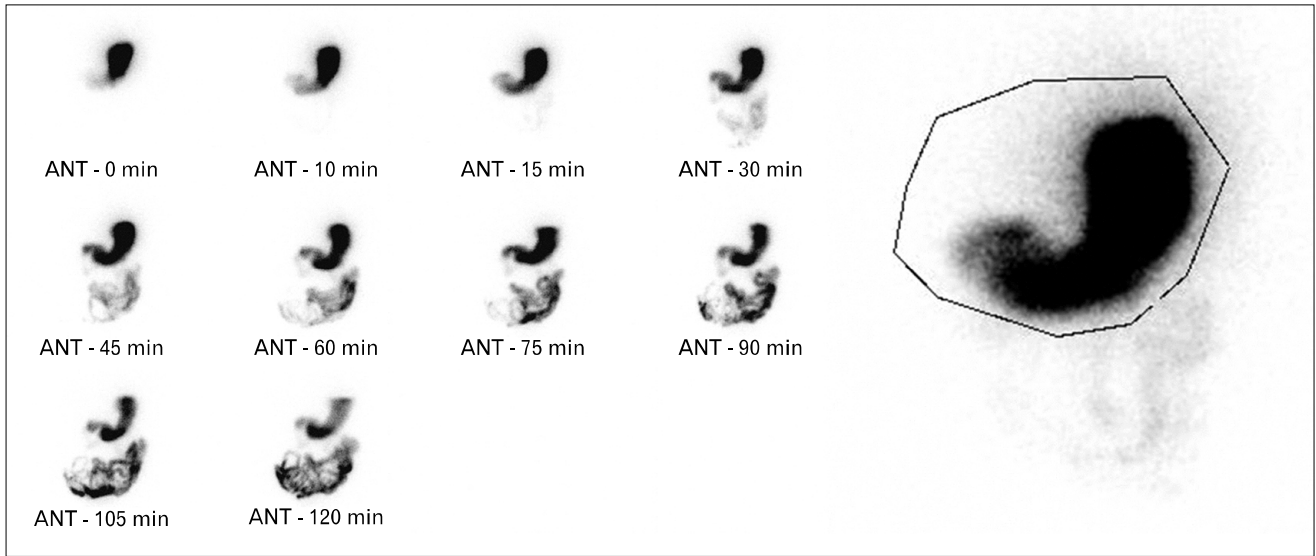 ANT - 0 min
ANT - 10 min
ANT - 15 min
ANT - 30 min
ANT - 45 min
ANT - 60 min
ANT - 75 min
ANT - 90 min
ANT - 105 min
ANT - 120 min